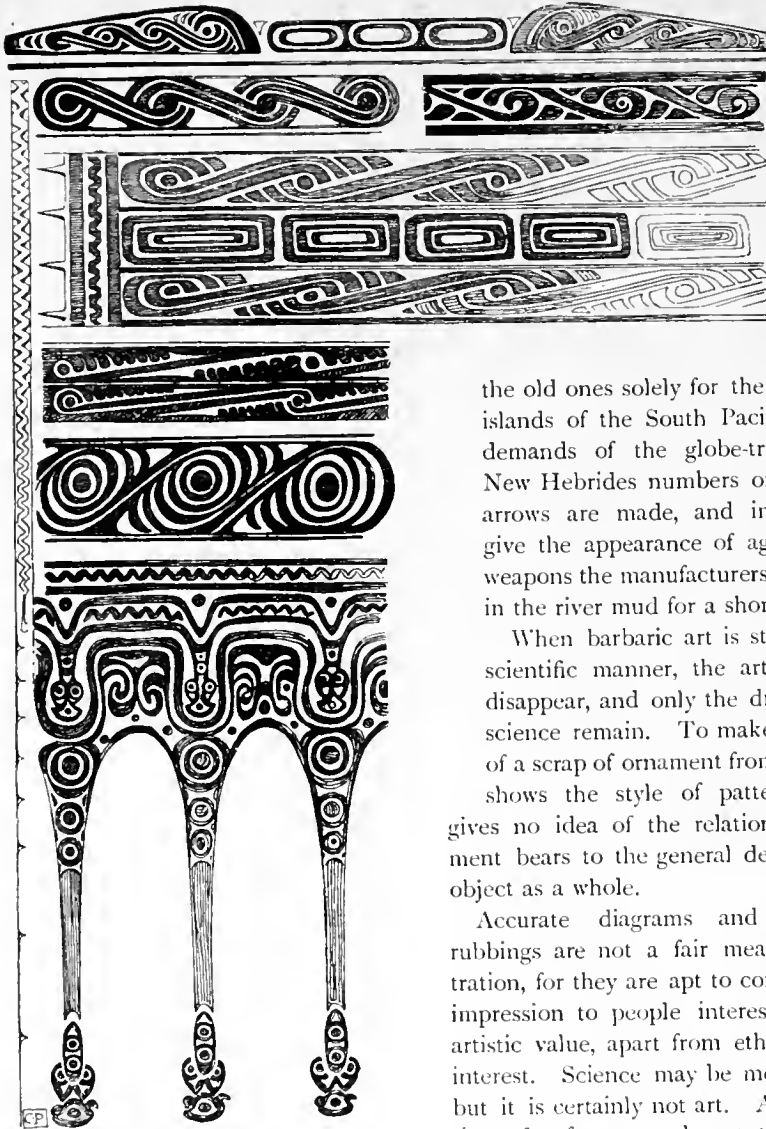 the old ones solely for the
islands of the South Paci
demands of the globe-tr
New Hebrides numbers o
arrows are made, and in
give the appearance of ag
weapons the manufacturers
in the river mud for a shor
When barbaric art is st
scientific manner, the art
disappear, and only the d
science remain. To make
of a scrap of ornament from
shows the style of patte
gives no idea of the relation
ment bears to the general de
object as a whole.
Accurate diagrams and
rubbings are not a fair mea
tration, for they are apt to co
impression to people interes
artistic value, apart from eth
interest. Science may be mo
but it is certainly not art. A
CP